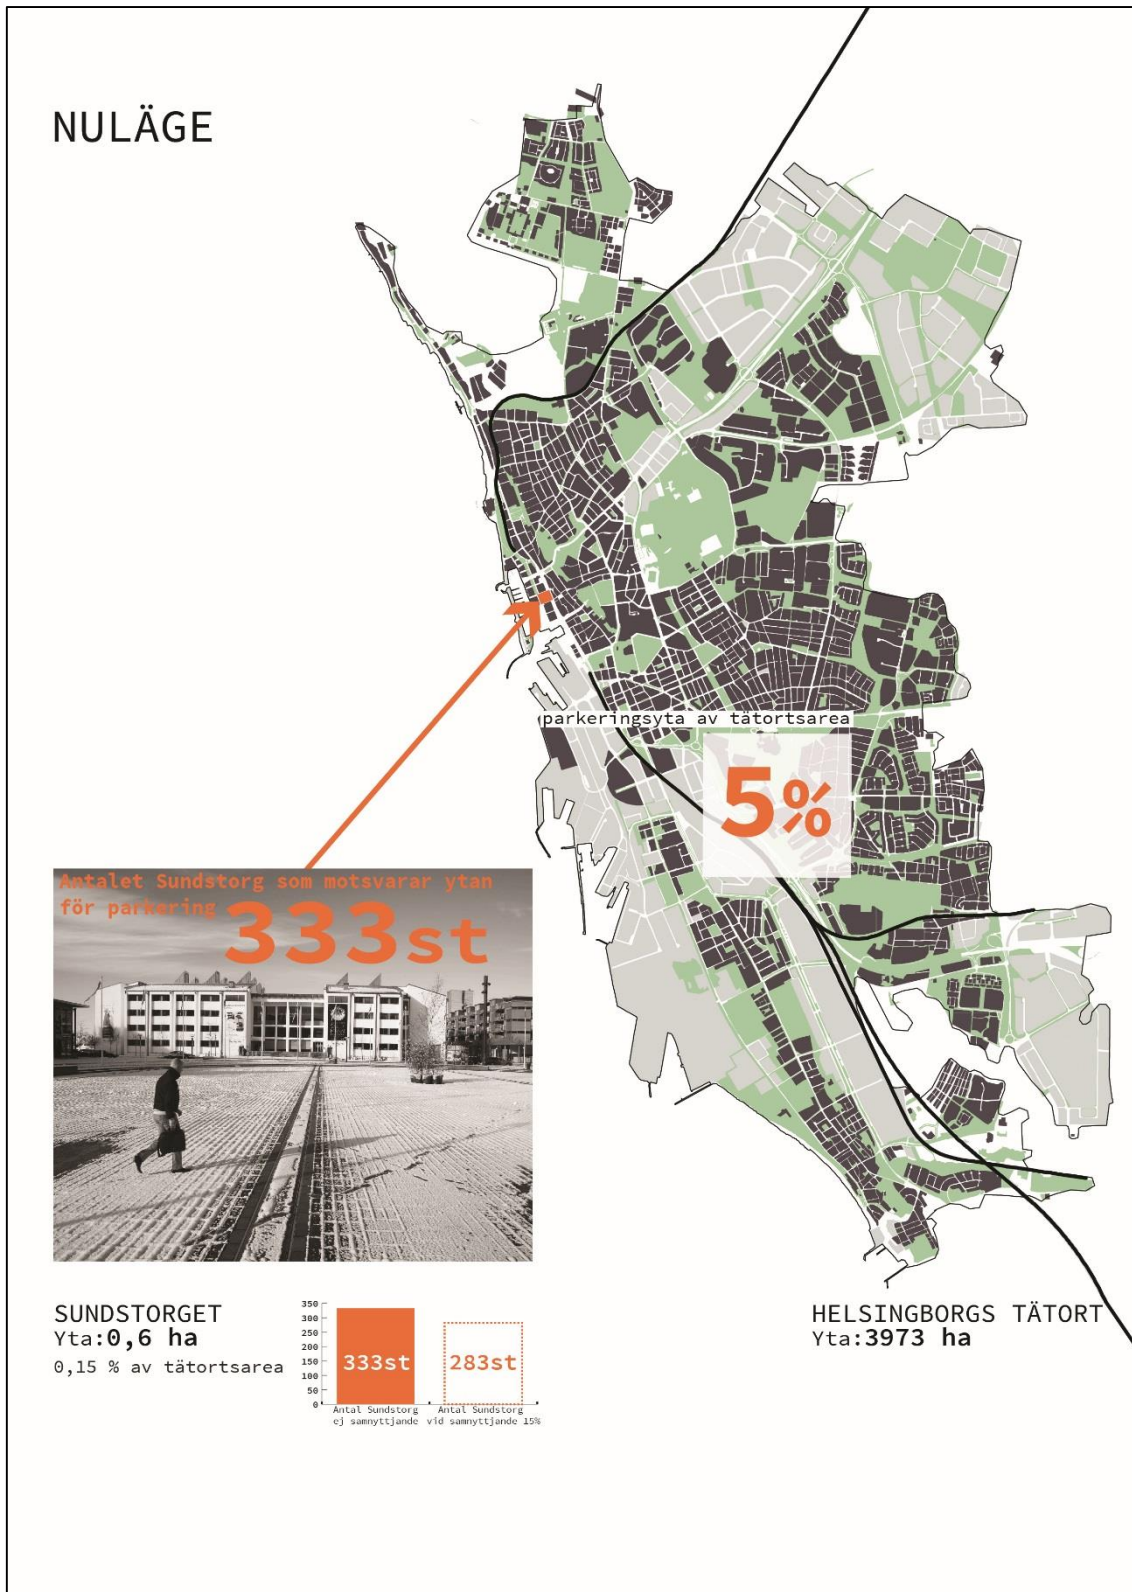 NULÄGE
parkeringsyta av tätortsarea
5%
Antalet Sundstorg som motsvarar ytan
för parkering
333st
SUNDSTORGET
Yta:0,6 ha
0,15 % av tätortsarea
350
300
250
200
150
100
50
0
333st
283st
Antal Sundstorg
ej samnyttjande
Antal Sundstorg
vid samnyttjande 15%
HELSINGBORGS TÄTORT
Yta:3973 ha